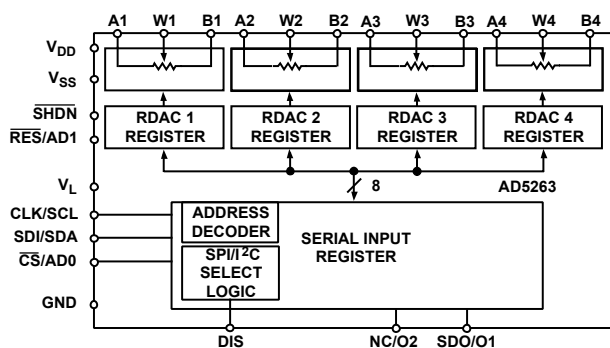 A1 W1 B1 A2 W2 B2 A3 W3 B3 A4 W4 B4
VDD
VSS
SHDN
RES/AD1
RDAC 1
REGISTER
RDAC 2
REGISTER
RDAC 3
REGISTER
RDAC 4
REGISTER
VL
8
AD5263
CLK/SCL
SDI/SDA
CS/AD0
GND
ADDRESS
DECODER
SPI/I²C
SELECT
LOGIC
SERIAL INPUT
REGISTER
DIS
NC/O2
SDO/O1